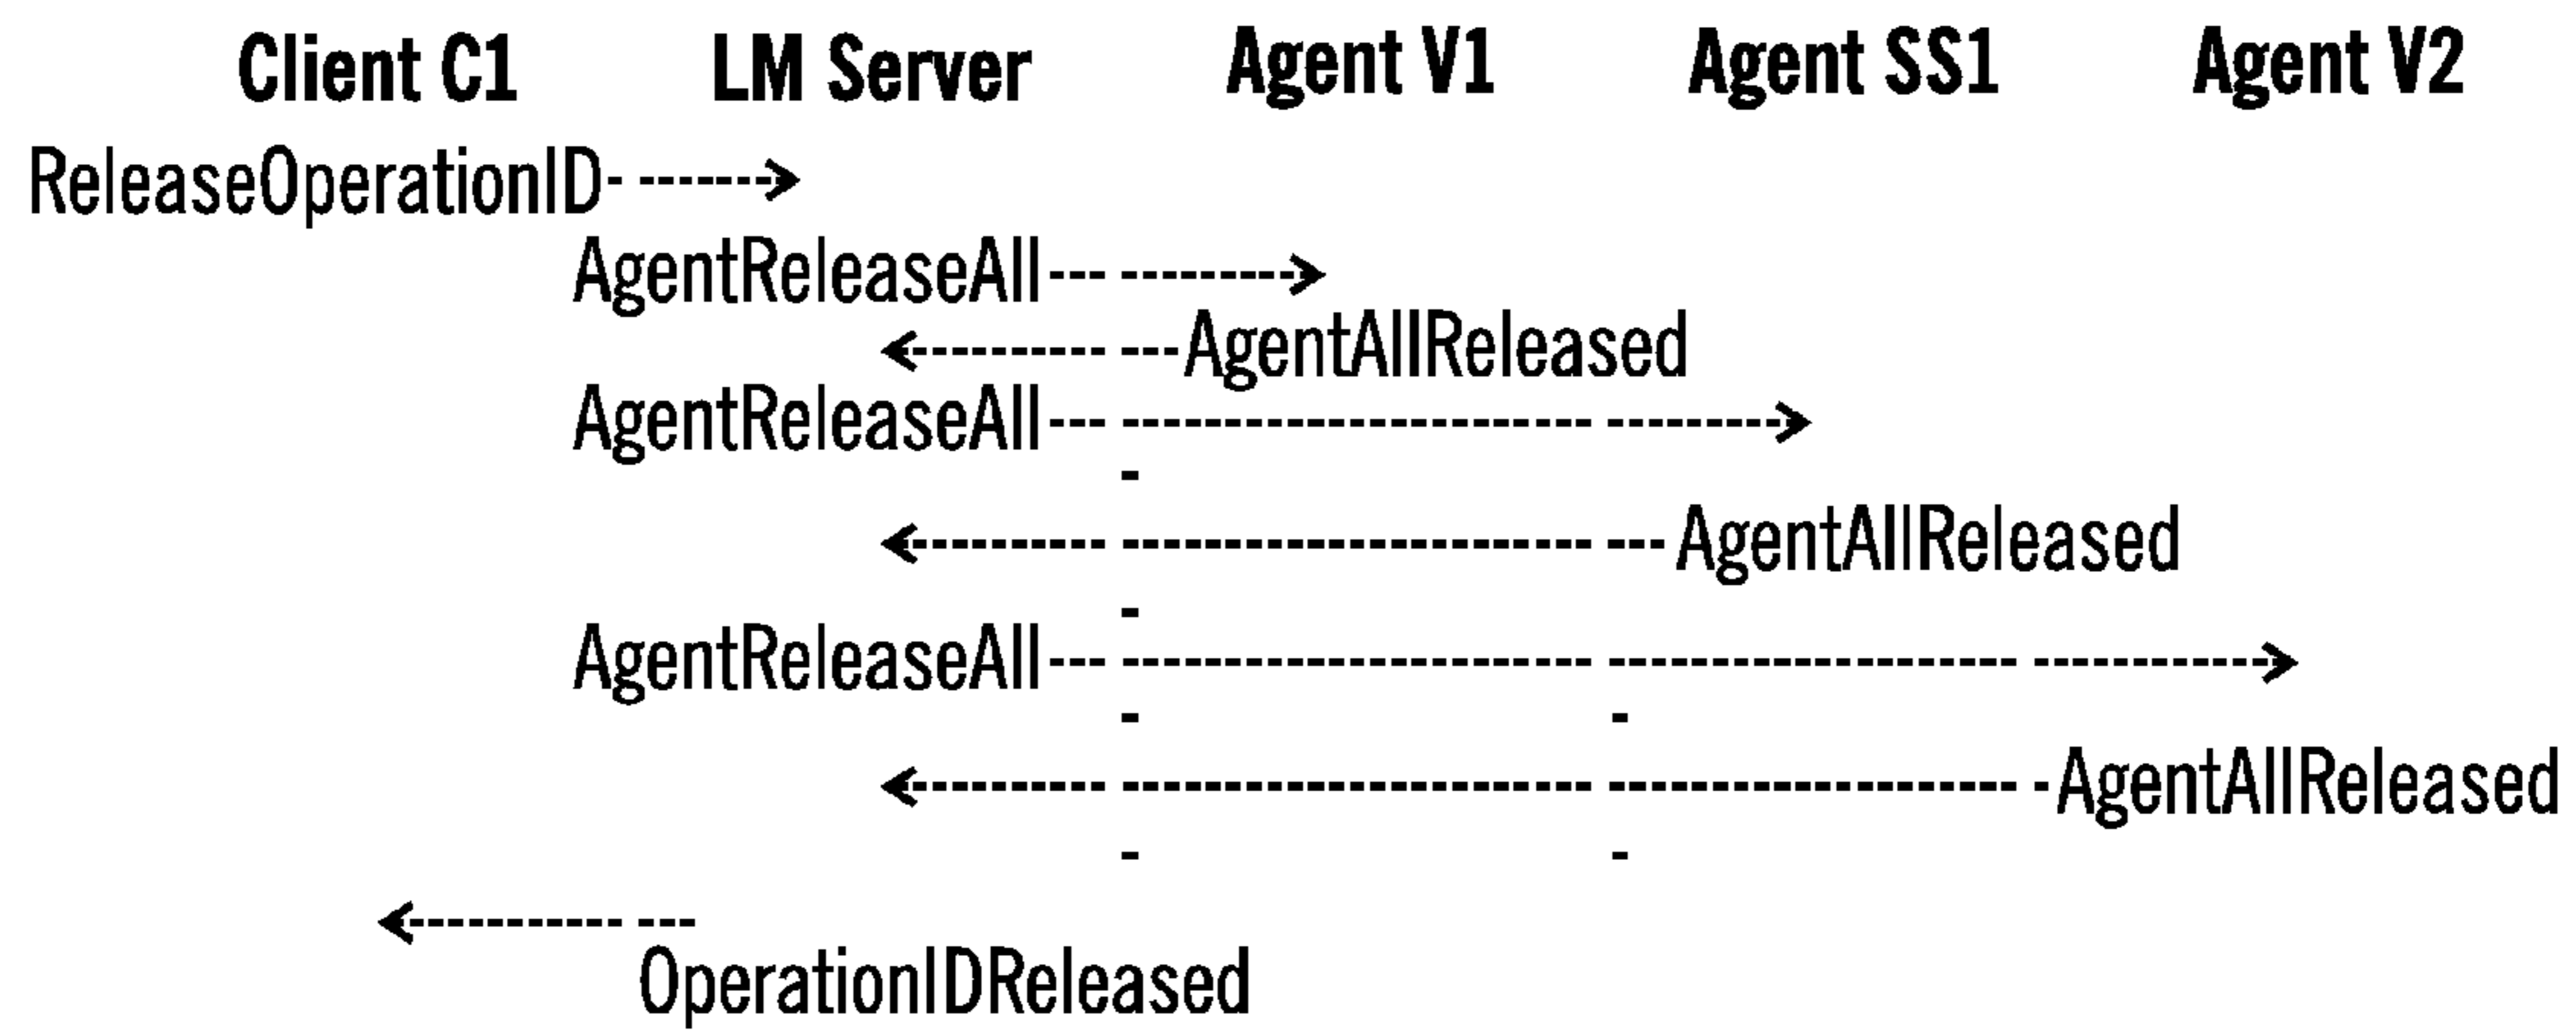 Client C1 LM Server Agent V1 Agent SS1 Agent V2
ReleaseOperationID
AgentReleaseAll
AgentAllReleased
AgentReleaseAll
AgentAllReleased
AgentReleaseAll
AgentAllReleased
OperationIDReleased